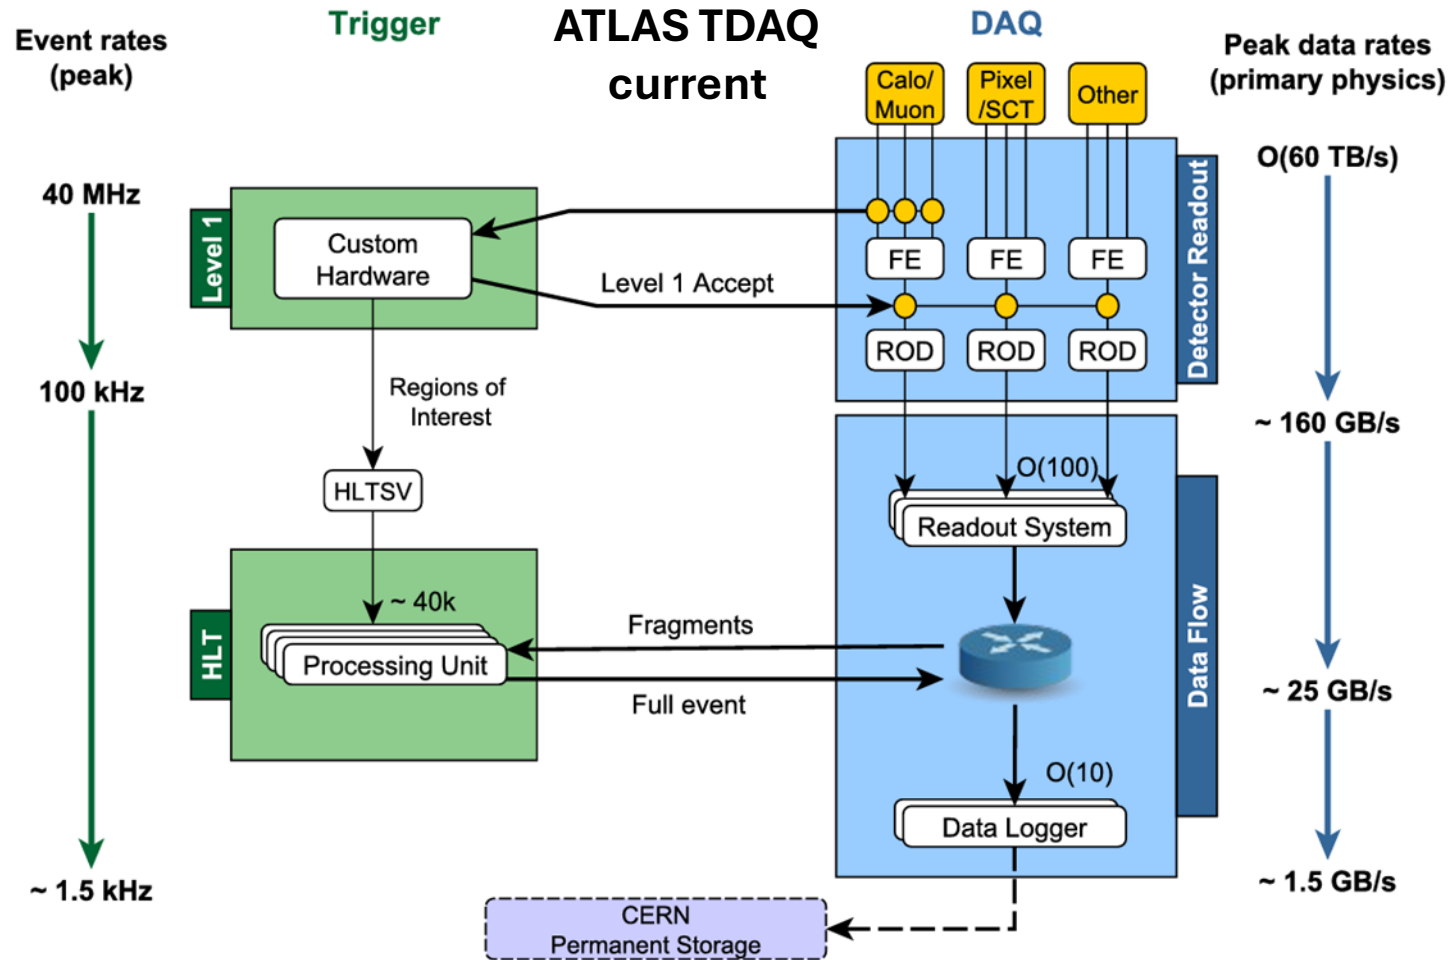 Trigger
ATLAS TDAQ
current
DAQ
Event rates
(peak)
Peak data rates
(primary physics)
Calo/
Muon
Pixel
/SCT
Other
40 MHz
O(60 TB/s)
Level 1
Custom
Hardware
FE
FE
FE
Level 1 Accept
Detector Readout
ROD
ROD
ROD
100 kHz
Regions of
Interest
~ 160 GB/s
HLTSV
O(100)
Readout System
~ 40k
HLT
Processing Unit
Fragments
Full event
Data Flow
~ 25 GB/s
O(10)
Data Logger
~ 1.5 kHz
~ 1.5 GB/s
CERN
Permanent Storage